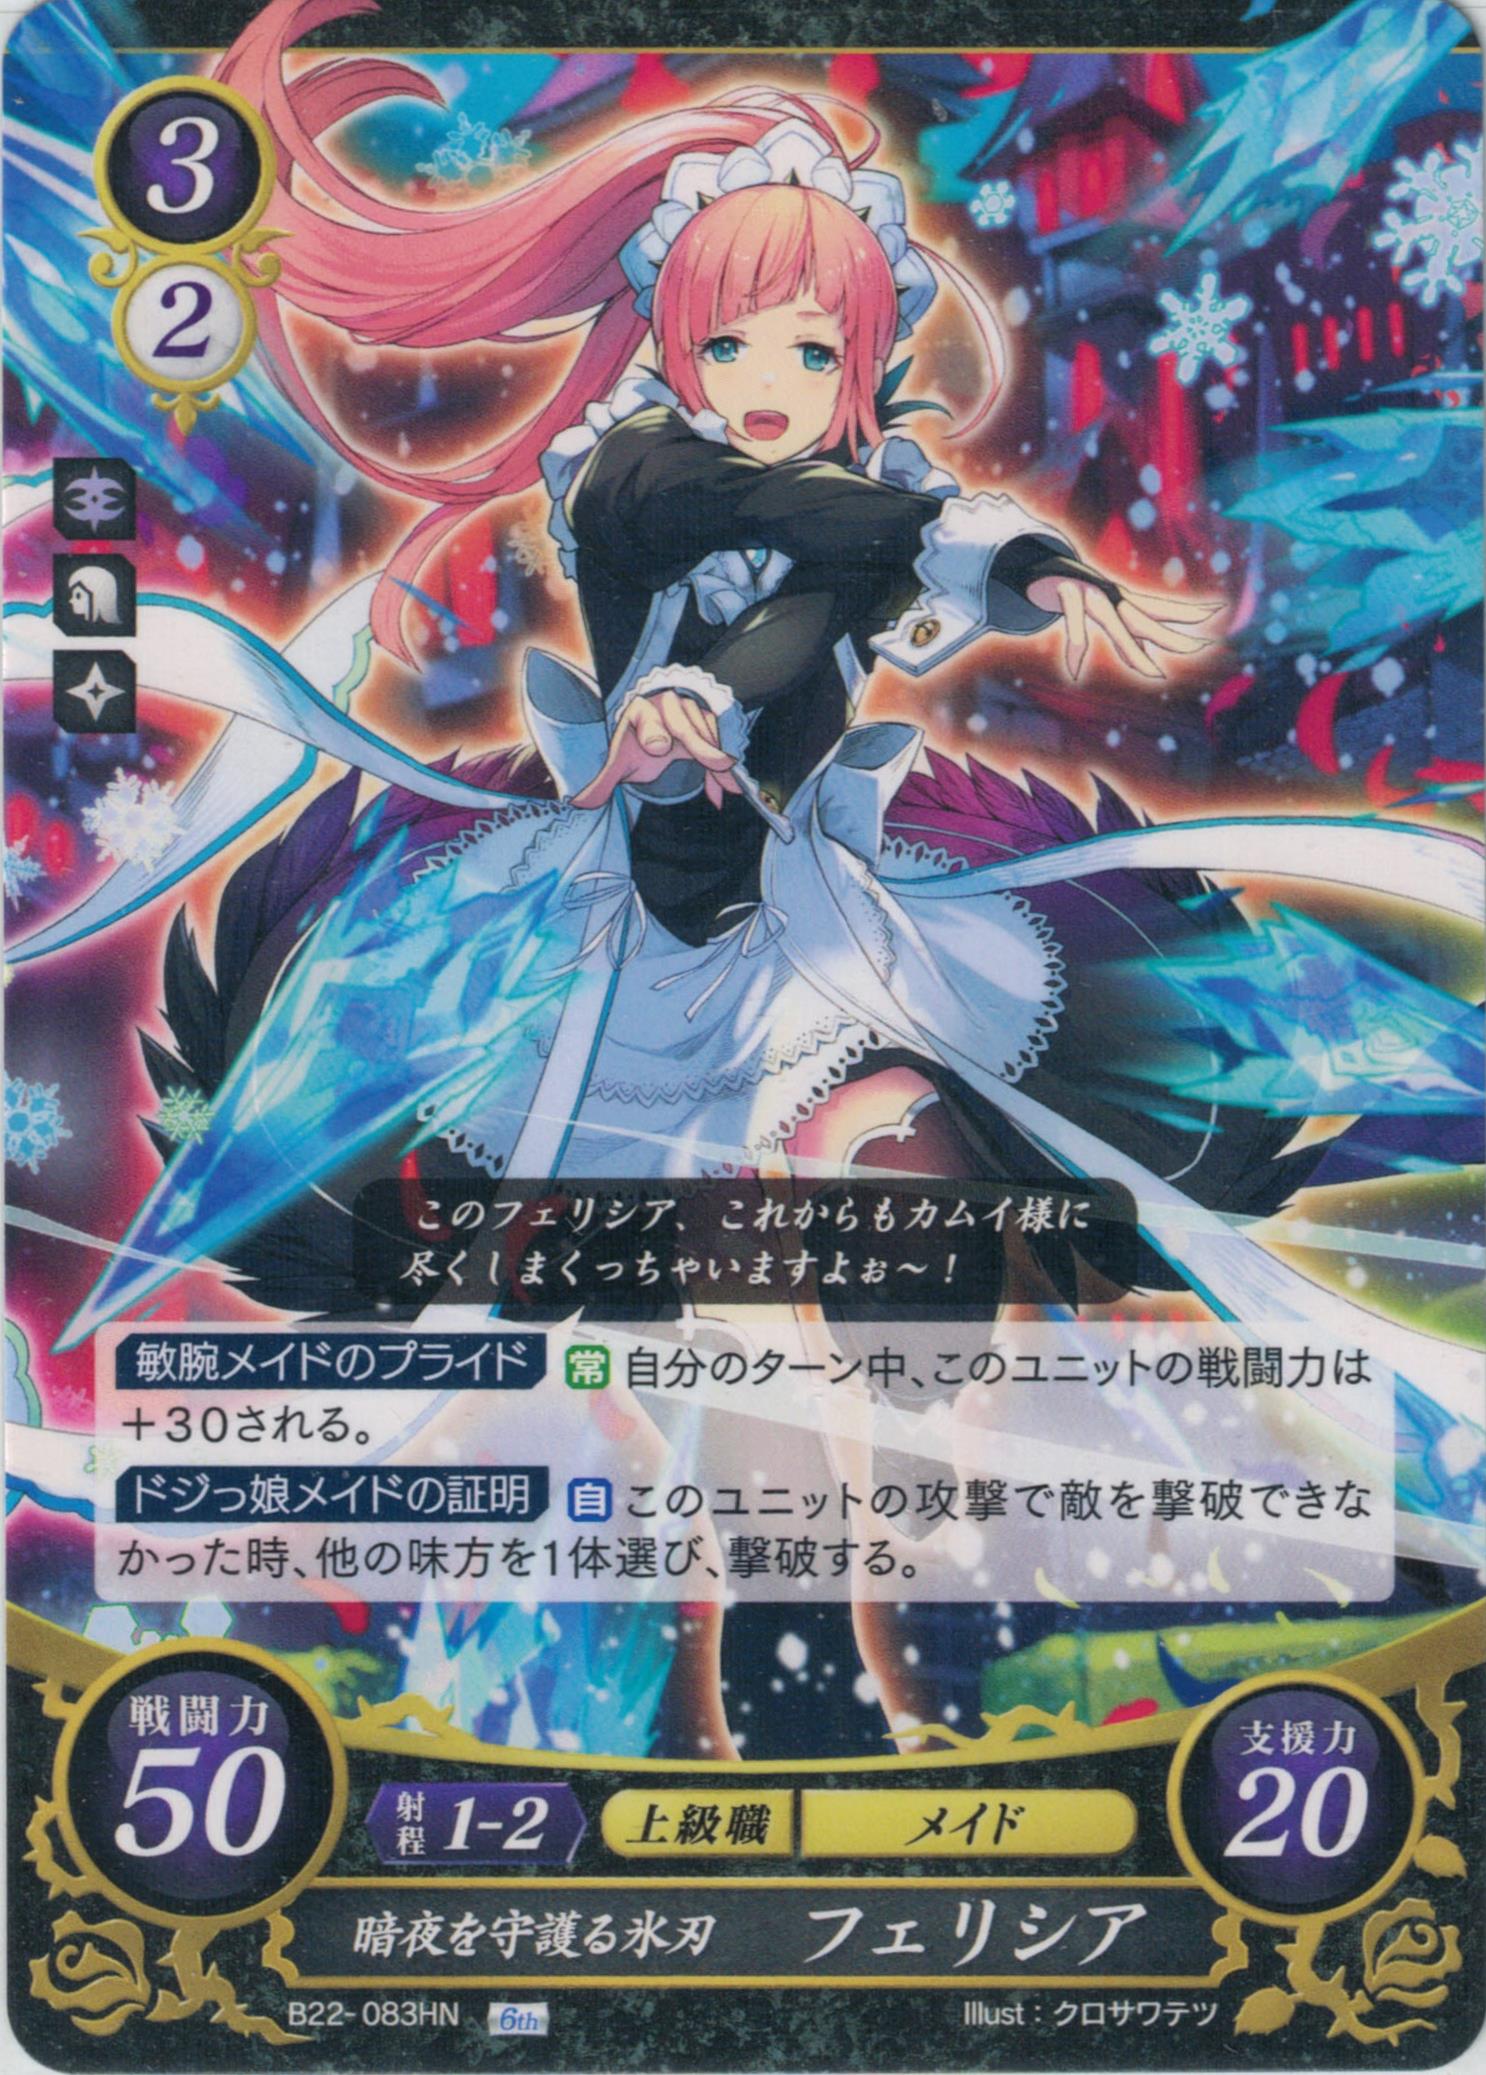 3
2
このフェリシア、これからもカムイ様に
尽くしまくっちゃいますよぉ～！
敏腕メイドのプライド 常 自分のターン中、このユニットの戦闘力は
＋30される。
ドジっ娘メイドの証明 自 このユニットの攻撃で敵を撃破できな
かった時、他の味方を1体選び、撃破する。
戦闘力
50
射程 1-2
上級職 メイド
支援力
20
暗夜を守護る氷刃 フェリシア
B22-083HN 6th Illust：クロサワテツ